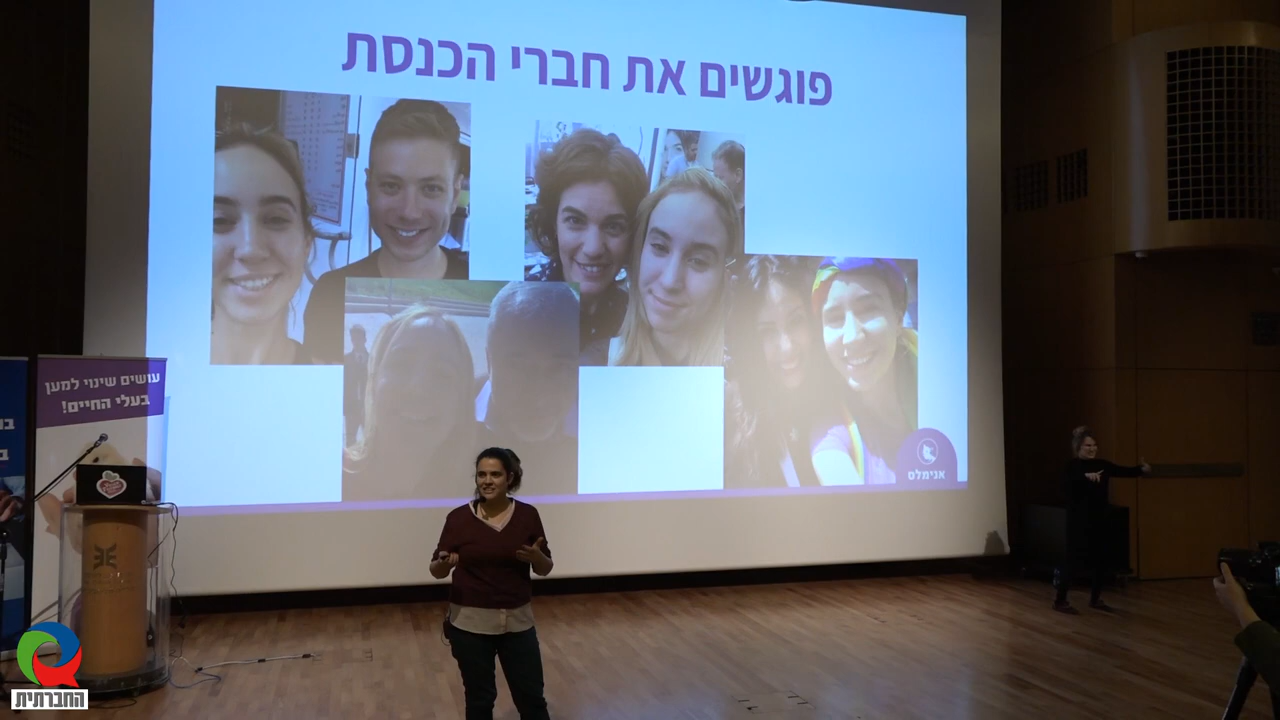 פוגשים את חברי הכנסת
אנימלס
עושים שינוי למען
בעלי החיים!
החברתית